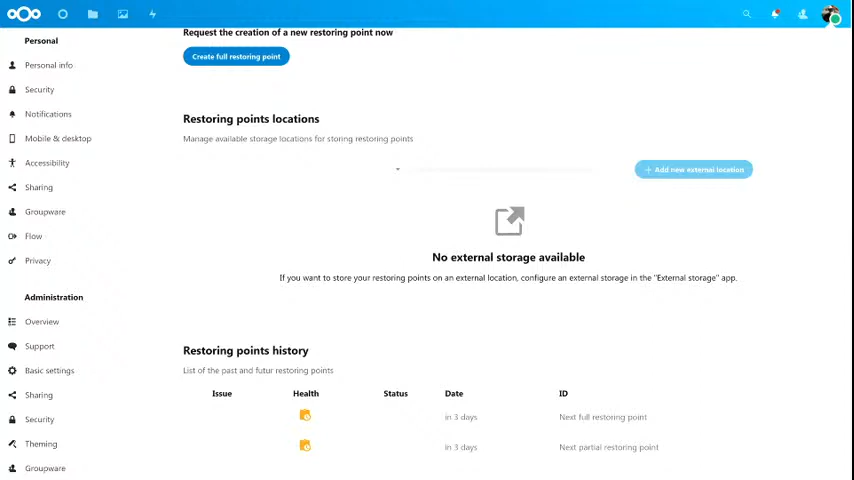 Personal
Personal info
Security
Notifications
Mobile & desktop
Accessibility
Sharing
Groupware
Flow
Privacy
Administration
Overview
Support
Basic settings
Sharing
Security
Theming
Groupware
Request the creation of a new restoring point now
Create full restoring point
Restoring points locations
Manage available storage locations for storing restoring points
+ Add new external location
No external storage available
If you want to store your restoring points on an external location, configure an external storage in the "External storage" app.
Restoring points history
List of the past and futur restoring points
Issue Health Status Date ID
in 3 days Next full restoring point
in 3 days Next partial restoring point